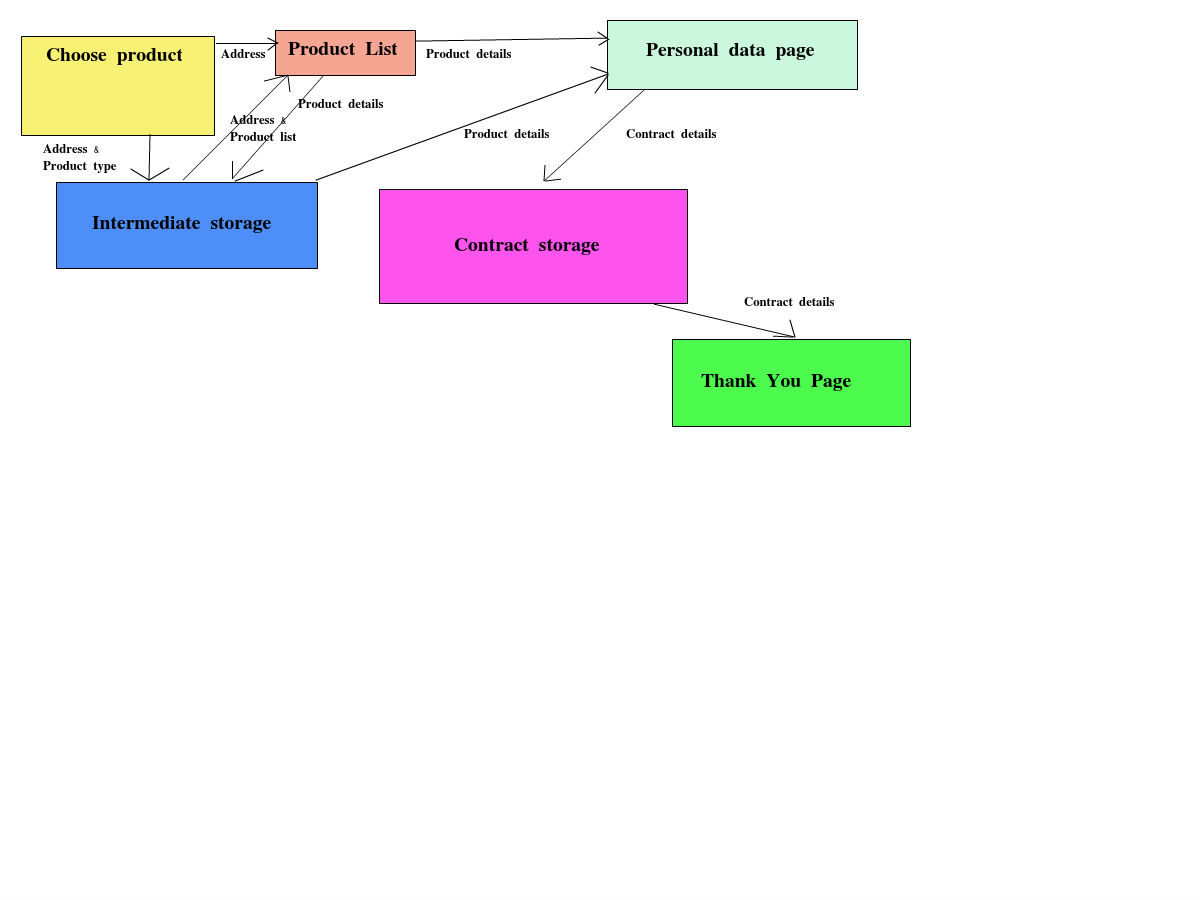 Choose product
Address
Product List
Product details
Personal data page
Product details
Address &
Product list
Product details
Contract details
Address &
Product type
Intermediate storage
Contract storage
Contract details
Thank You Page